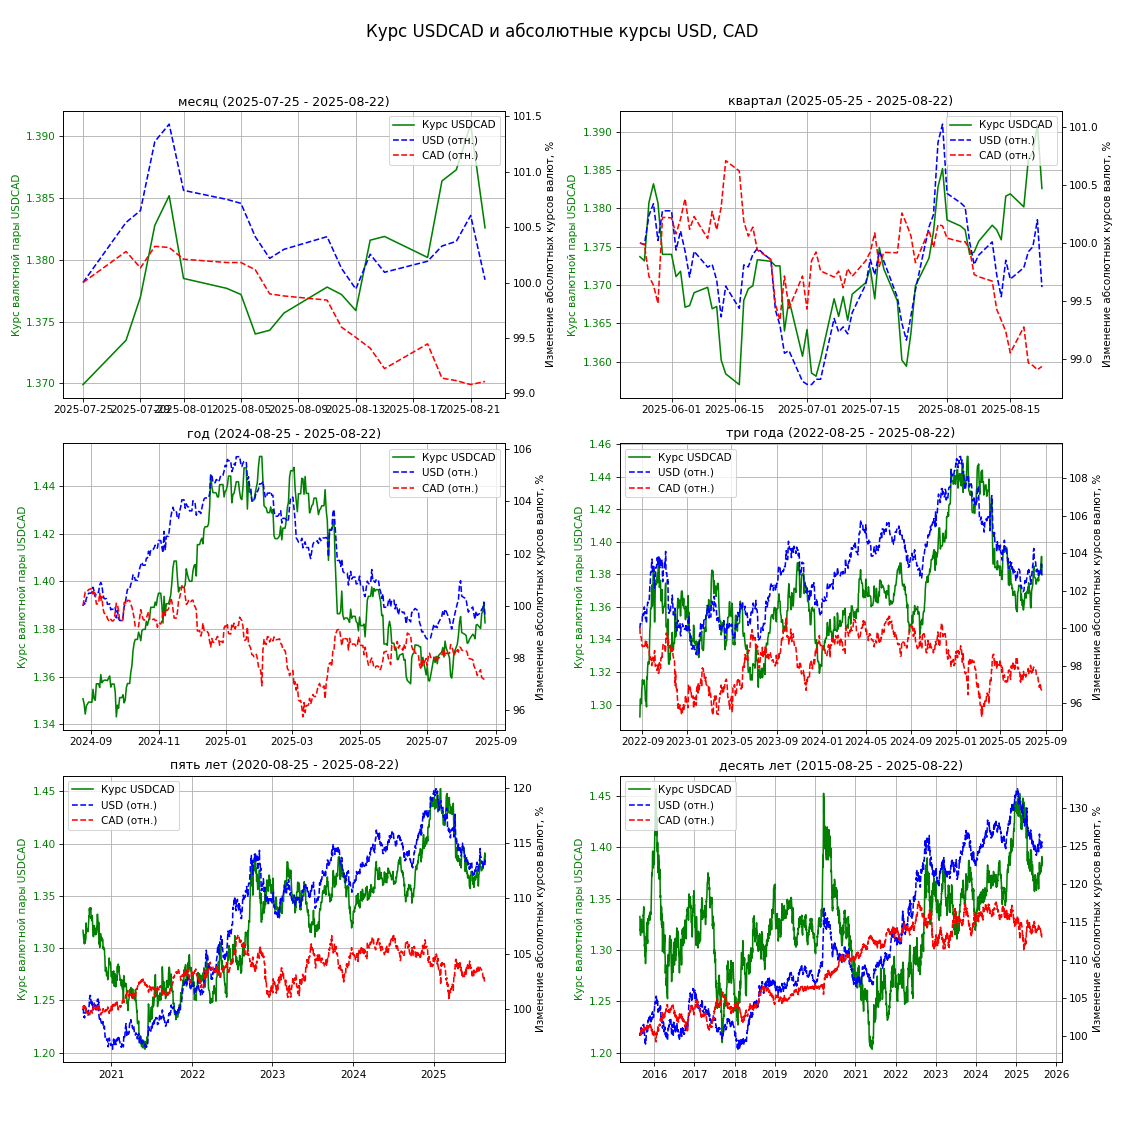 Курс USDCAD и абсолютные курсы USD, CAD
месяц (2025-07-25 - 2025-08-22)
Курс валютной пары USDCAD
1.390
1.385
1.380
1.375
1.370
Курс USDCAD
USD (отн.)
CAD (отн.)
101.5
101.0
100.5
100.0
99.5
99.0
Изменение абсолютных курсов валют, %
2025-07-25 2025-07-29 2025-08-01 2025-08-05 2025-08-09 2025-08-13 2025-08-17 2025-08-21
квартал (2025-05-25 - 2025-08-22)
Курс валютной пары USDCAD
1.390
1.385
1.380
1.375
1.370
1.365
1.360
Курс USDCAD
USD (отн.)
CAD (отн.)
101.0
100.5
100.0
99.5
99.0
Изменение абсолютных курсов валют, %
2025-06-01 2025-06-15 2025-07-01 2025-07-15 2025-08-01 2025-08-15
год (2024-08-25 - 2025-08-22)
Курс валютной пары USDCAD
1.44
1.42
1.40
1.38
1.36
1.34
Курс USDCAD
USD (отн.)
CAD (отн.)
106
104
102
100
98
96
Изменение абсолютных курсов валют, %
2024-09 2024-11 2025-01 2025-03 2025-05 2025-07 2025-09
три года (2022-08-25 - 2025-08-22)
Курс валютной пары USDCAD
1.46
1.44
1.42
1.40
1.38
1.36
1.34
1.32
1.30
Курс USDCAD
USD (отн.)
CAD (отн.)
108
106
104
102
100
98
96
Изменение абсолютных курсов валют, %
2022-09 2023-01 2023-05 2023-09 2024-01 2024-05 2024-09 2025-01 2025-05 2025-09
пять лет (2020-08-25 - 2025-08-22)
Курс валютной пары USDCAD
1.45
1.40
1.35
1.30
1.25
1.20
Курс USDCAD
USD (отн.)
CAD (отн.)
120
115
110
105
100
Изменение абсолютных курсов валют, %
2021 2022 2023 2024 2025
десять лет (2015-08-25 - 2025-08-22)
Курс валютной пары USDCAD
1.45
1.40
1.35
1.30
1.25
1.20
Курс USDCAD
USD (отн.)
CAD (отн.)
130
125
120
115
110
105
100
Изменение абсолютных курсов валют, %
2016 2017 2018 2019 2020 2021 2022 2023 2024 2025 2026